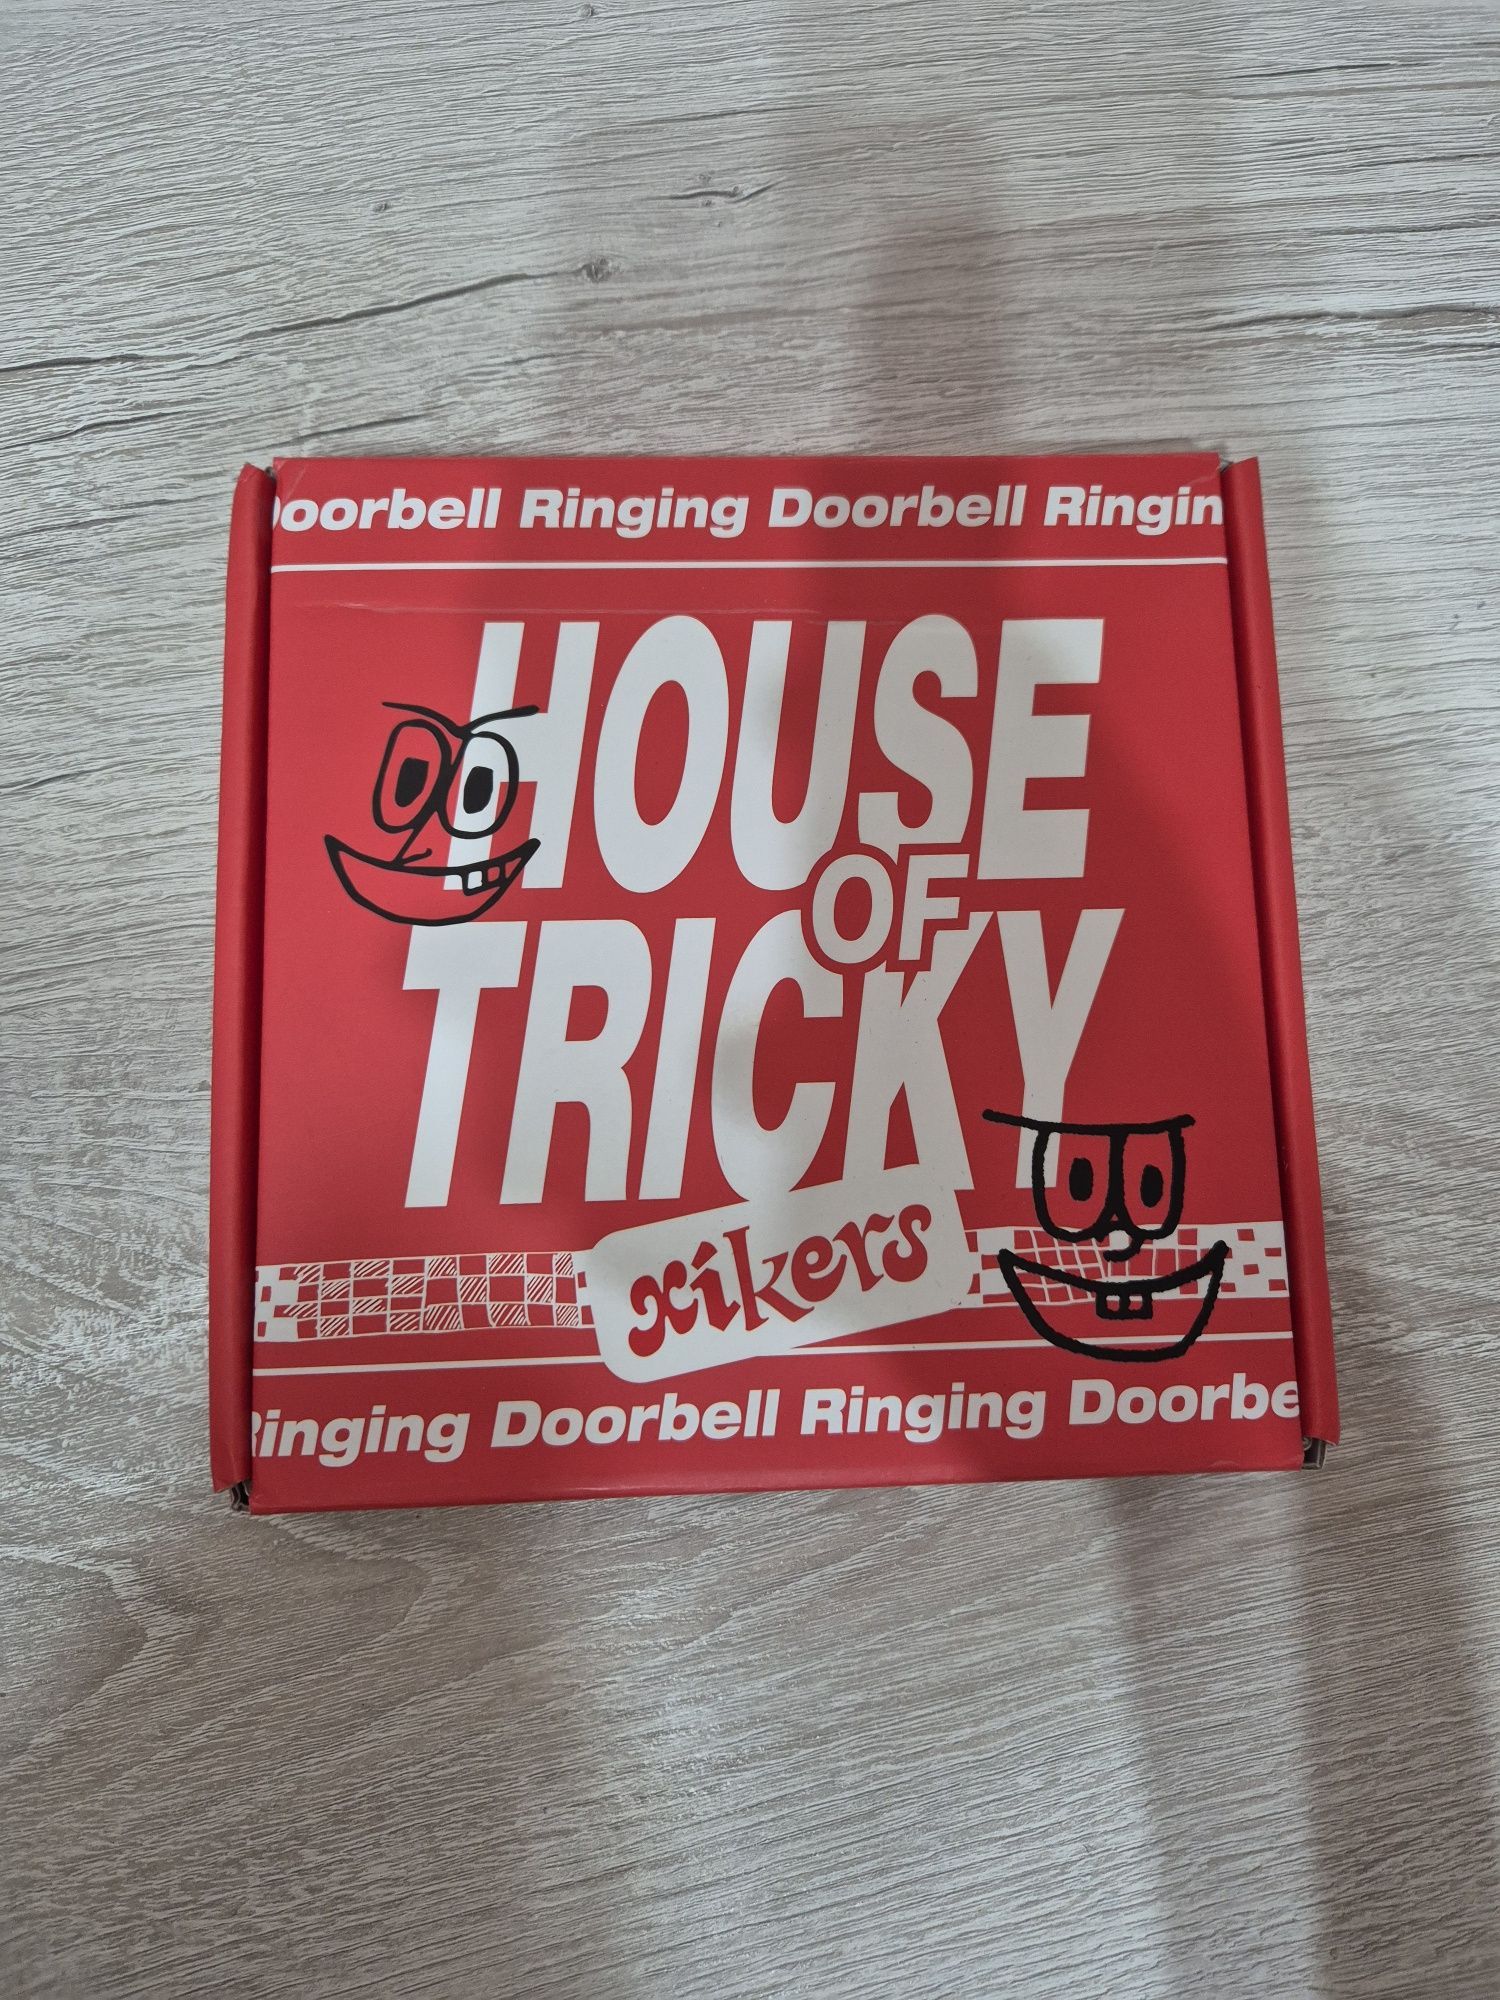 Doorbell Ringing Doorbell Ringin
HOUSE
OF
TRICKY
xikers
Ringing Doorbell Ringing Doorbe